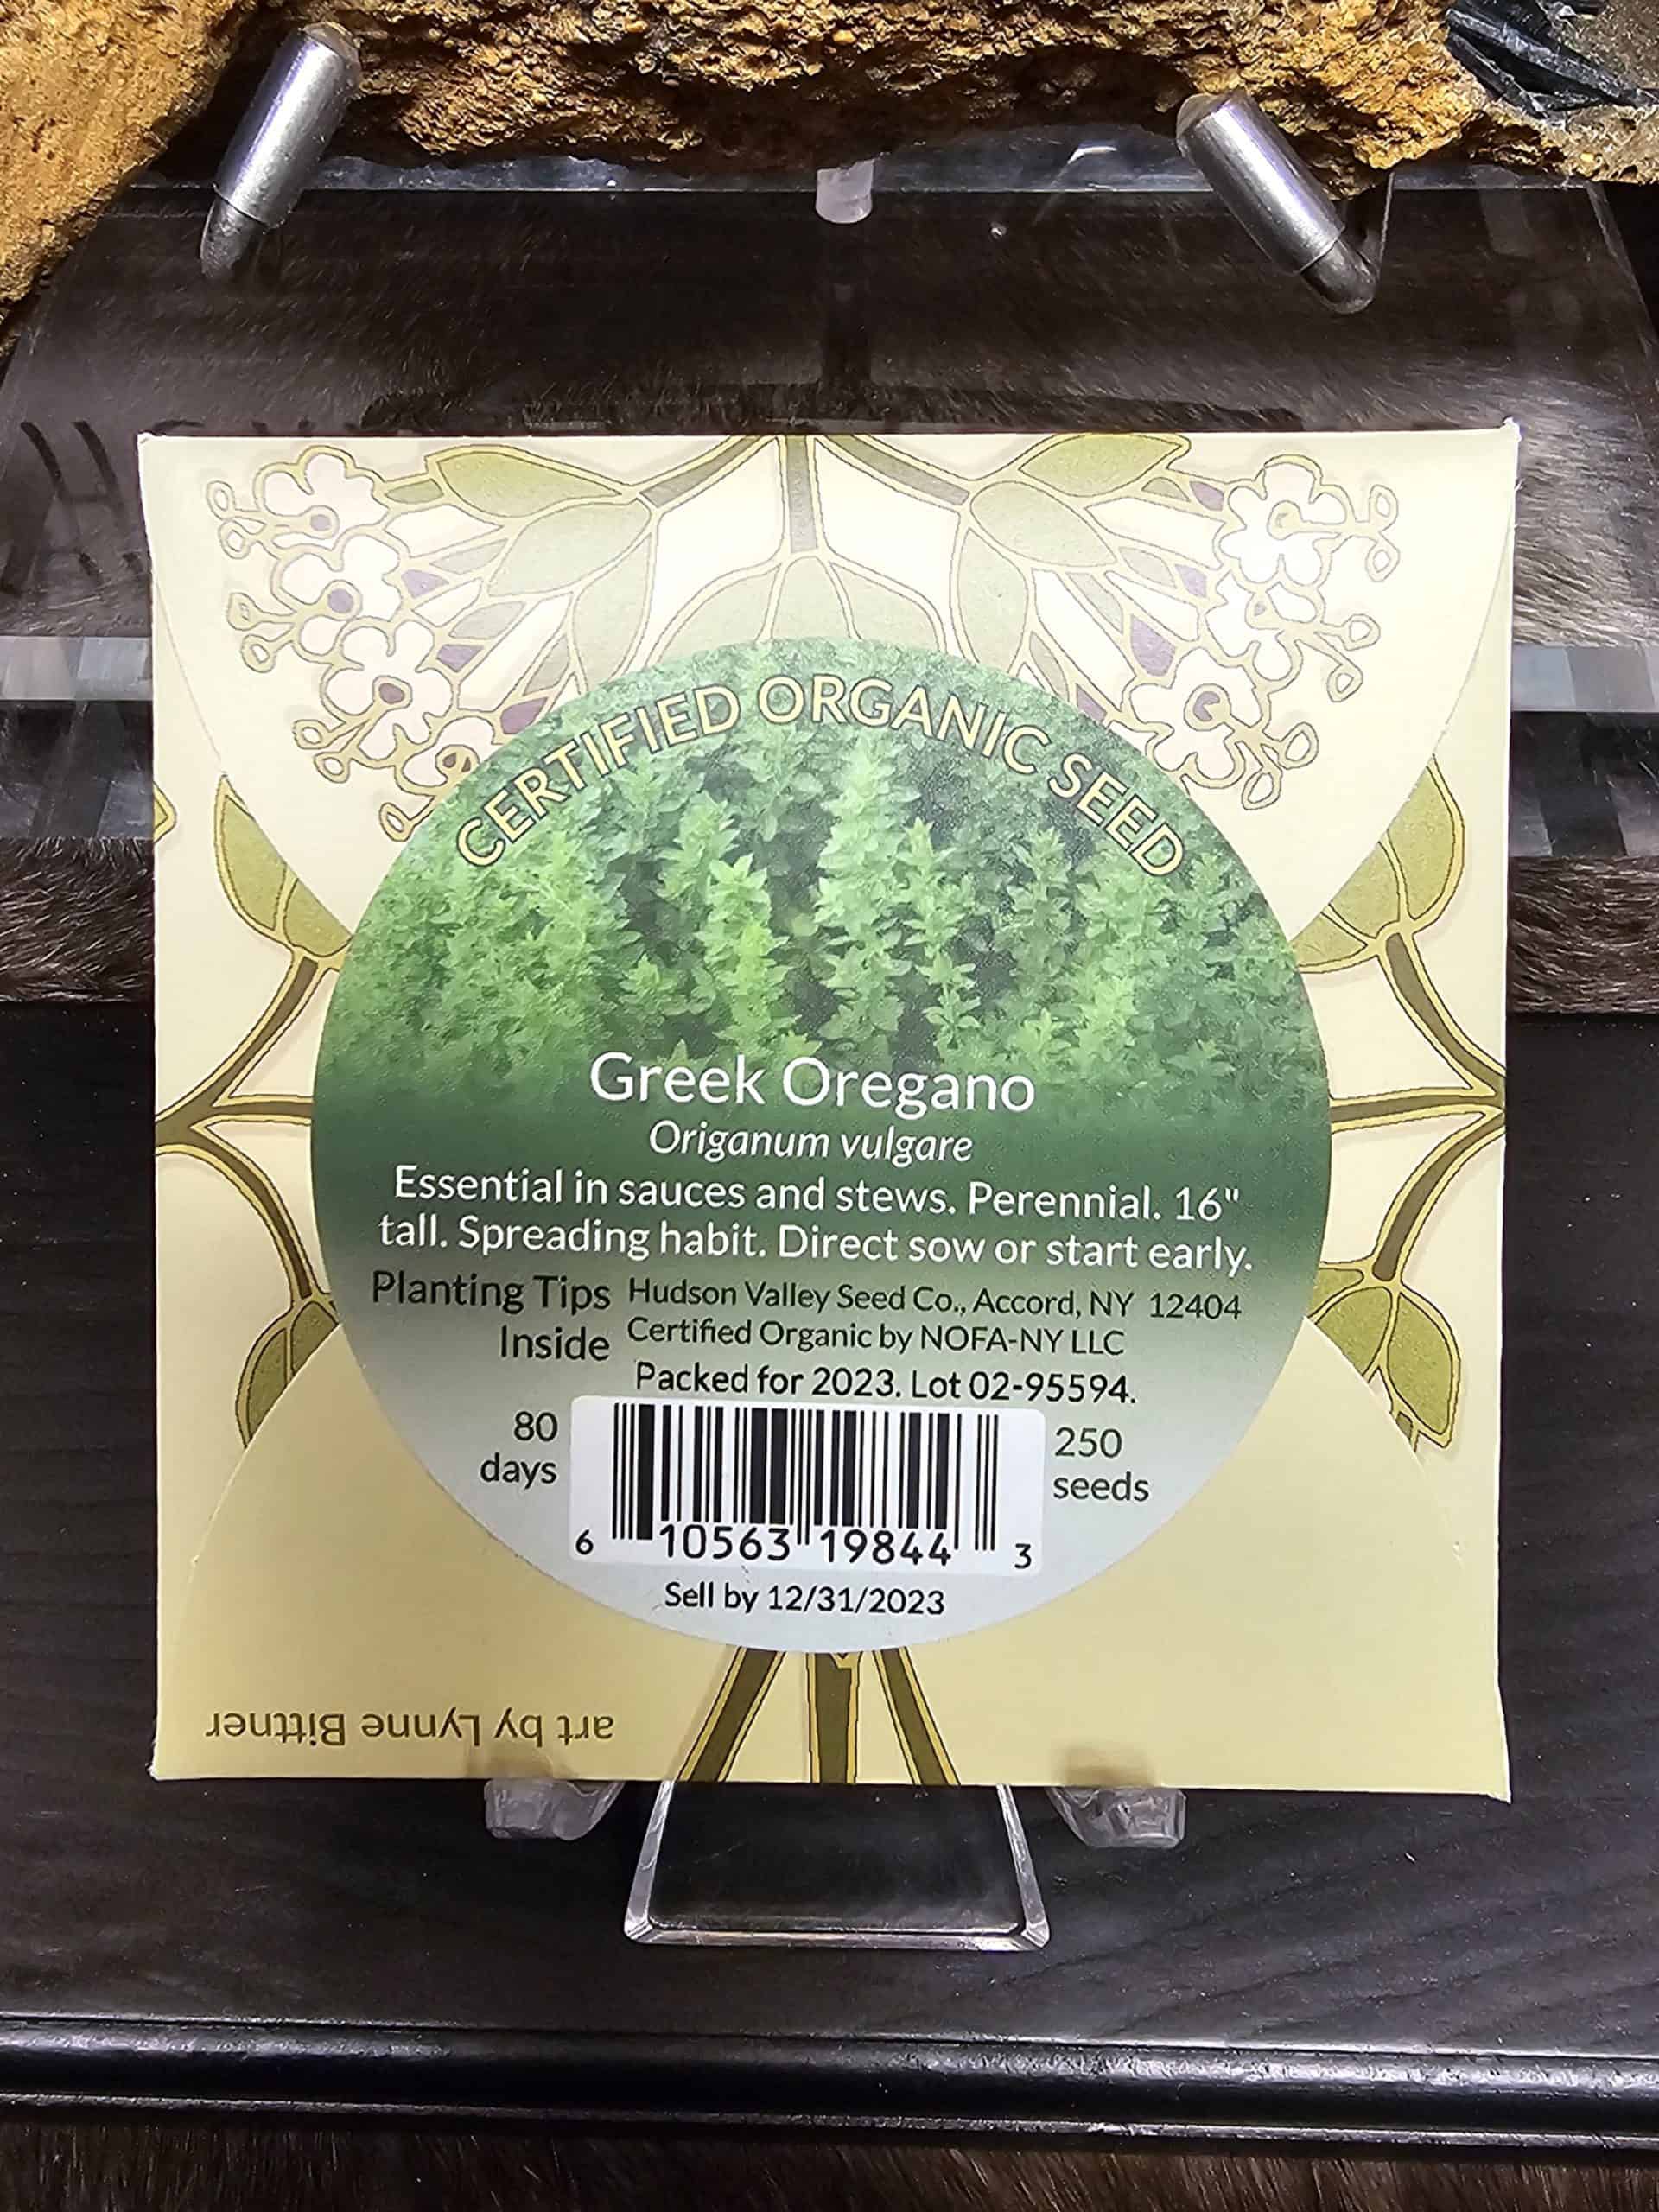 CERTIFIED ORGANIC SEED
Greek Oregano
Origanum vulgare
Essential in sauces and stews. Perennial. 16"
tall. Spreading habit. Direct sow or start early.
Planting Tips
Inside
Hudson Valley Seed Co., Accord, NY 12404
Certified Organic by NOFA-NY LLC
Packed for 2023. Lot 02-95594.
80
days
250
seeds
6 10563 19844 3
Sell by 12/31/2023
art by Lynne Bittner